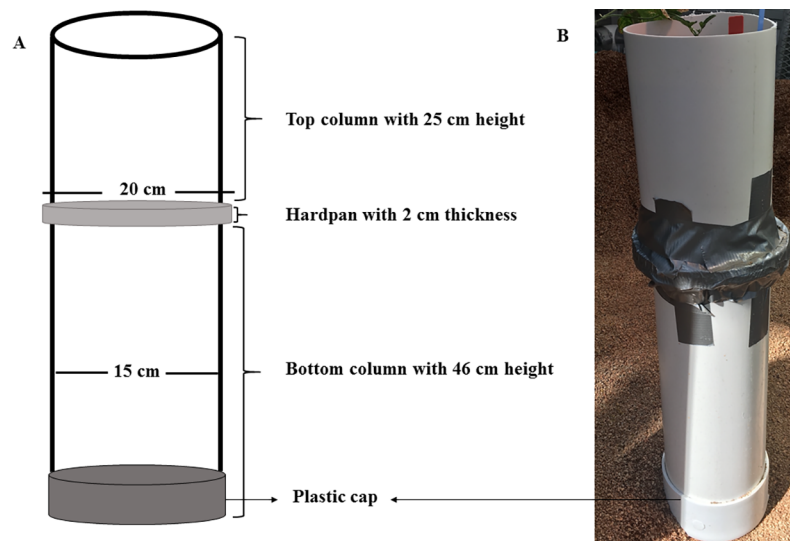 A
B
Top column with 25 cm height
20 cm
Hardpan with 2 cm thickness
15 cm
Bottom column with 46 cm height
Plastic cap